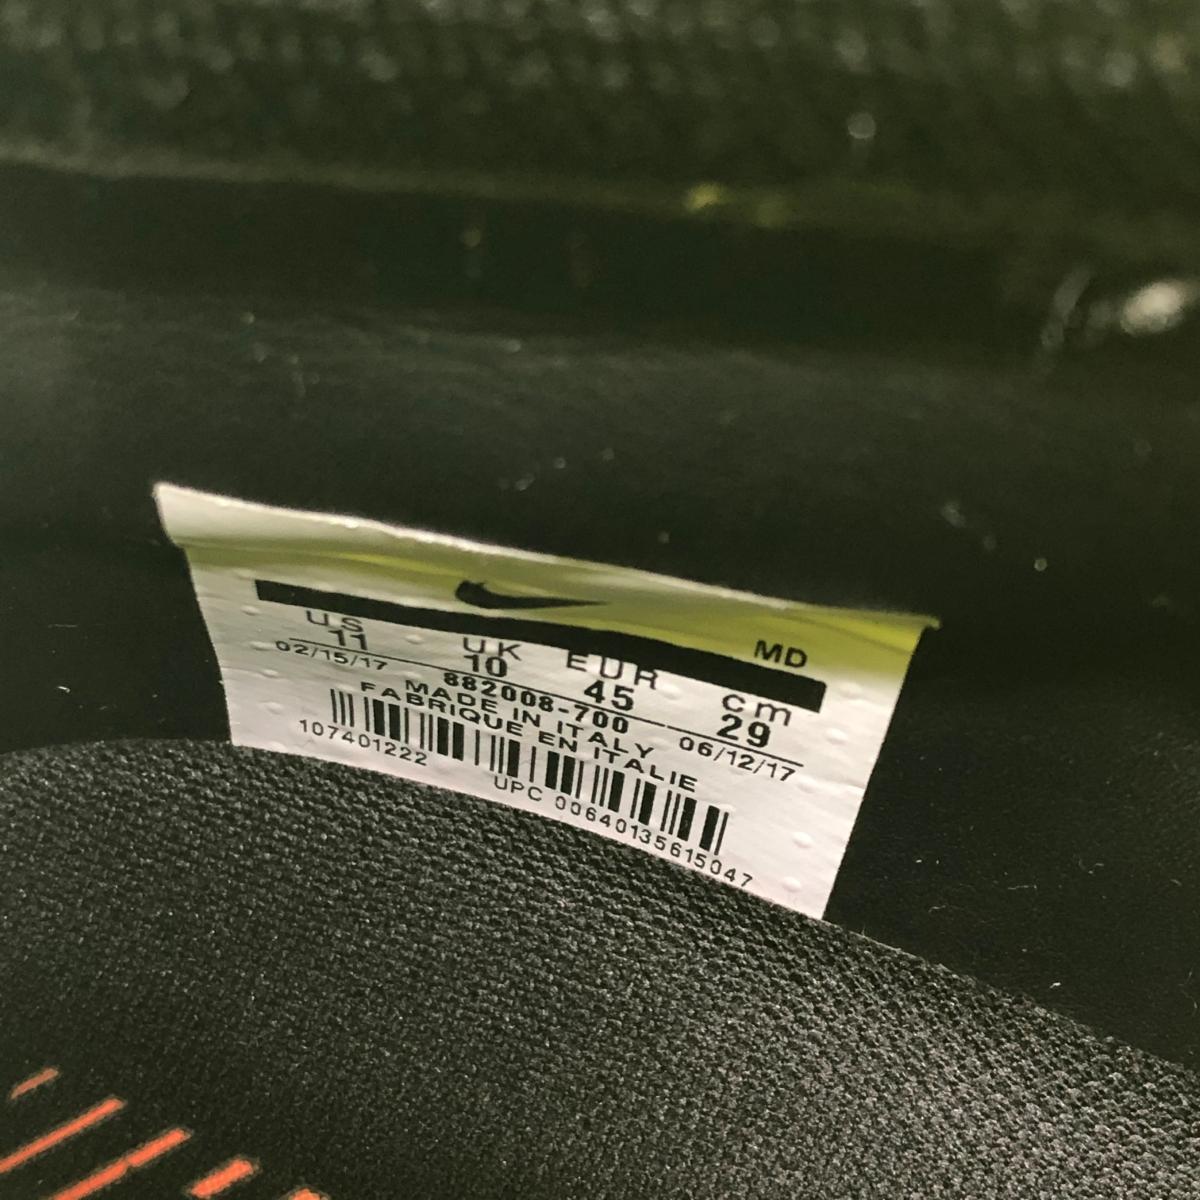 MD
US UK EUR cm
11 10 45 29
02/15/17 882008-700 06/12/17
MADE IN ITALY
FABRIQUE EN ITALIE
107401222 UPC 00640135615047